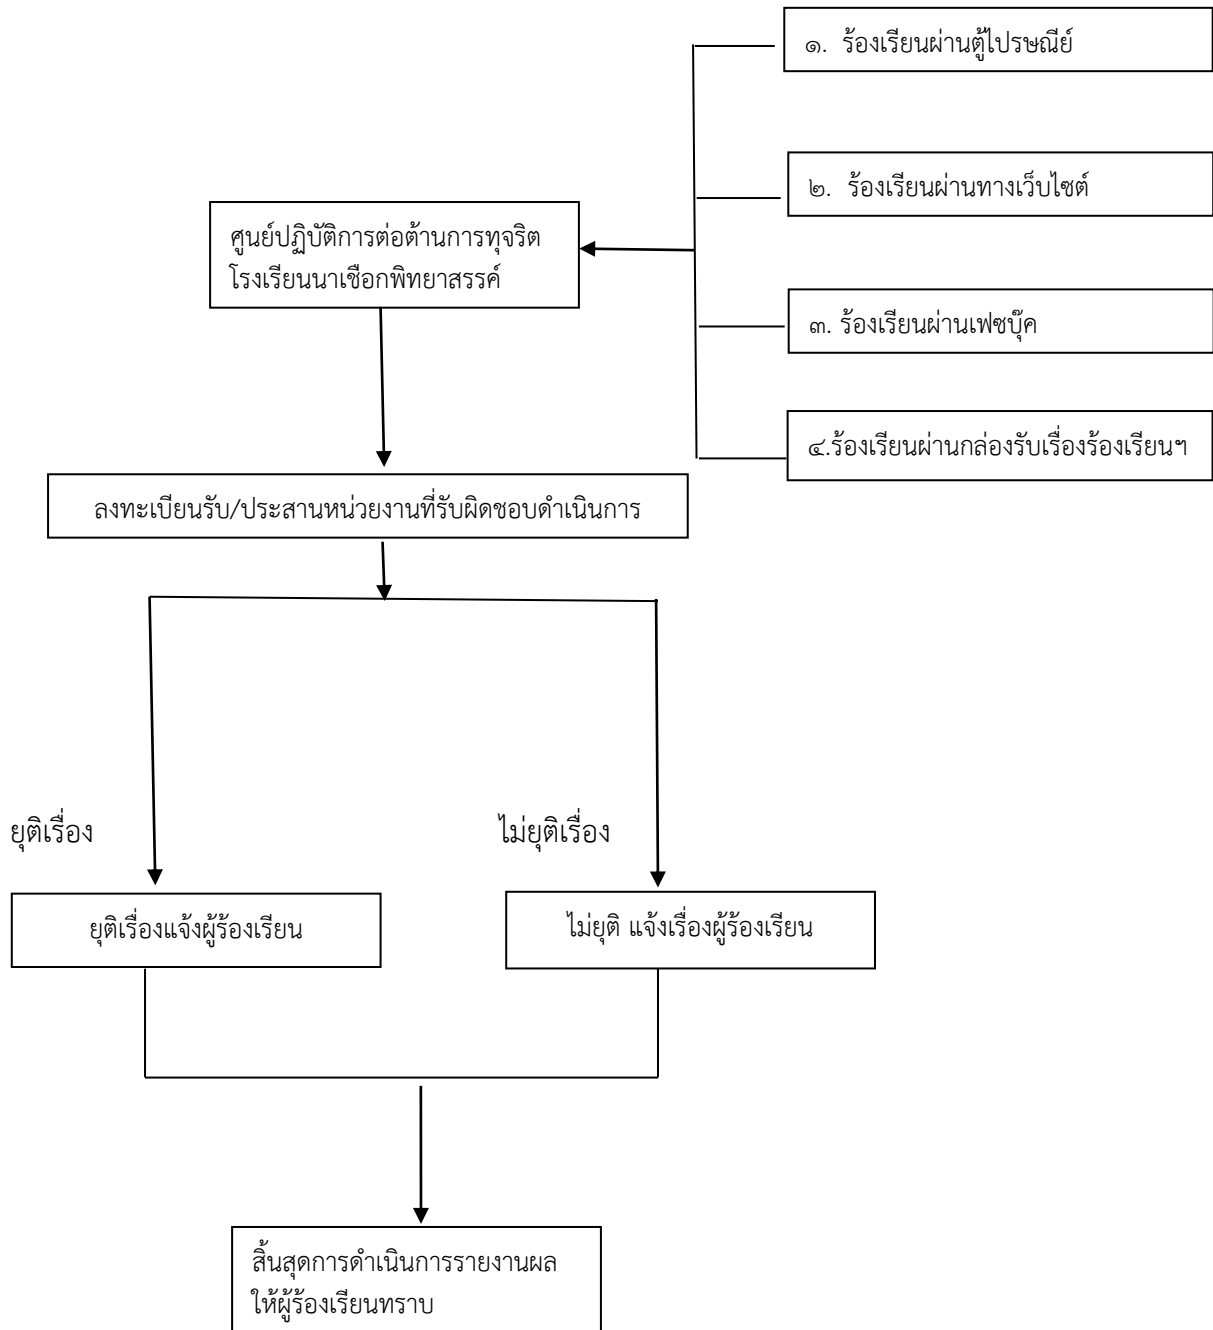 ๑. ร้องเรียนผ่านตู้ไปรษณีย์
๒. ร้องเรียนผ่านทางเว็บไซต์
ศูนย์ปฏิบัติการต่อต้านการทุจริต
โรงเรียนนาเชือกพิทยาสรรค์
๓. ร้องเรียนผ่านเฟซบุ๊ค
๔.ร้องเรียนผ่านกล่องรับเรื่องร้องเรียนฯ
ลงทะเบียนรับ/ประสานหน่วยงานที่รับผิดชอบดำเนินการ
ยุติเรื่อง
ไม่ยุติเรื่อง
ยุติเรื่องแจ้งผู้ร้องเรียน
ไม่ยุติ แจ้งเรื่องผู้ร้องเรียน
สิ้นสุดการดำเนินการรายงานผล
ให้ผู้ร้องเรียนทราบ